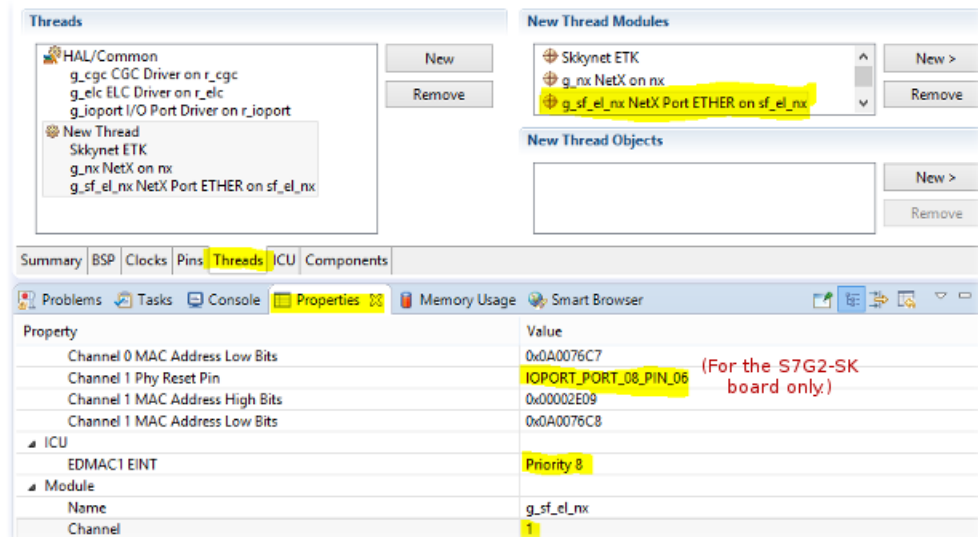 Threads
HAL/Common
g_cgc CGC Driver on r_cgc
g_elc ELC Driver on r_elc
g_ioport I/O Port Driver on r_ioport
New Thread
Skkynet ETK
g_nx NetX on nx
g_sf_el_nx NetX Port ETHER on sf_el_nx
New
Remove
New Thread Modules
Skkynet ETK
g_nx NetX on nx
g_sf_el_nx NetX Port ETHER on sf_el_nx
New >
Remove
New Thread Objects
New >
Remove
Summary BSP Clocks Pins Threads ICU Components
Problems Tasks Console Properties Memory Usage Smart Browser
Property Value
Channel 0 MAC Address Low Bits 0x0A0076C7
Channel 1 Phy Reset Pin IOPORT_PORT_08_PIN_06
(For the S7G2-SK
board only.)
Channel 1 MAC Address High Bits 0x00002E09
Channel 1 MAC Address Low Bits 0x0A0076C8
ICU
EDMAC1 EINT Priority 8
Module
Name g_sf_el_nx
Channel 1